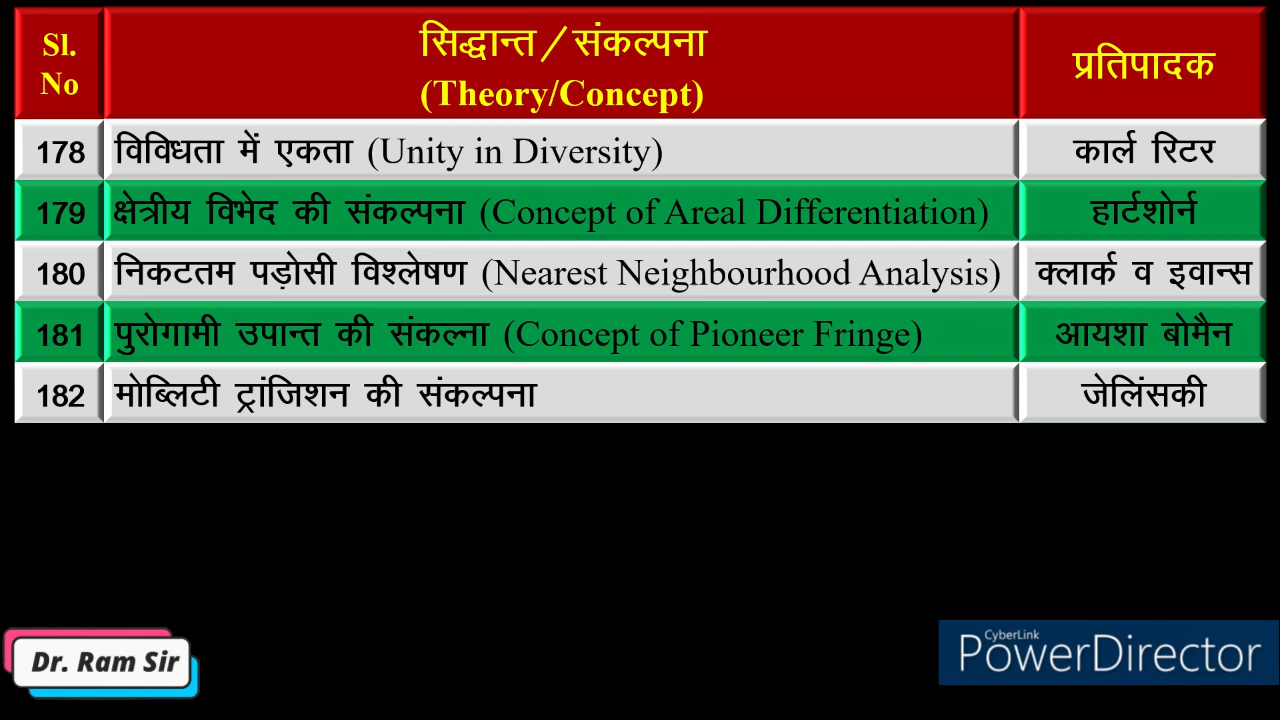 Sl. No सिद्धान्त/संकल्पना (Theory/Concept) प्रतिपादक
178 विविधता में एकता (Unity in Diversity) कार्ल रिटर
179 क्षेत्रीय विभेद की संकल्पना (Concept of Areal Differentiation) हार्टशोर्न
180 निकटतम पड़ोसी विश्लेषण (Nearest Neighbourhood Analysis) क्लार्क व इवान्स
181 पुरोगामी उपान्त की संकल्ना (Concept of Pioneer Fringe) आयशा बोमैन
182 मोब्लिटी ट्रांजिशन की संकल्पना जेलिंसकी
Dr. Ram Sir
CyberLink
PowerDirector